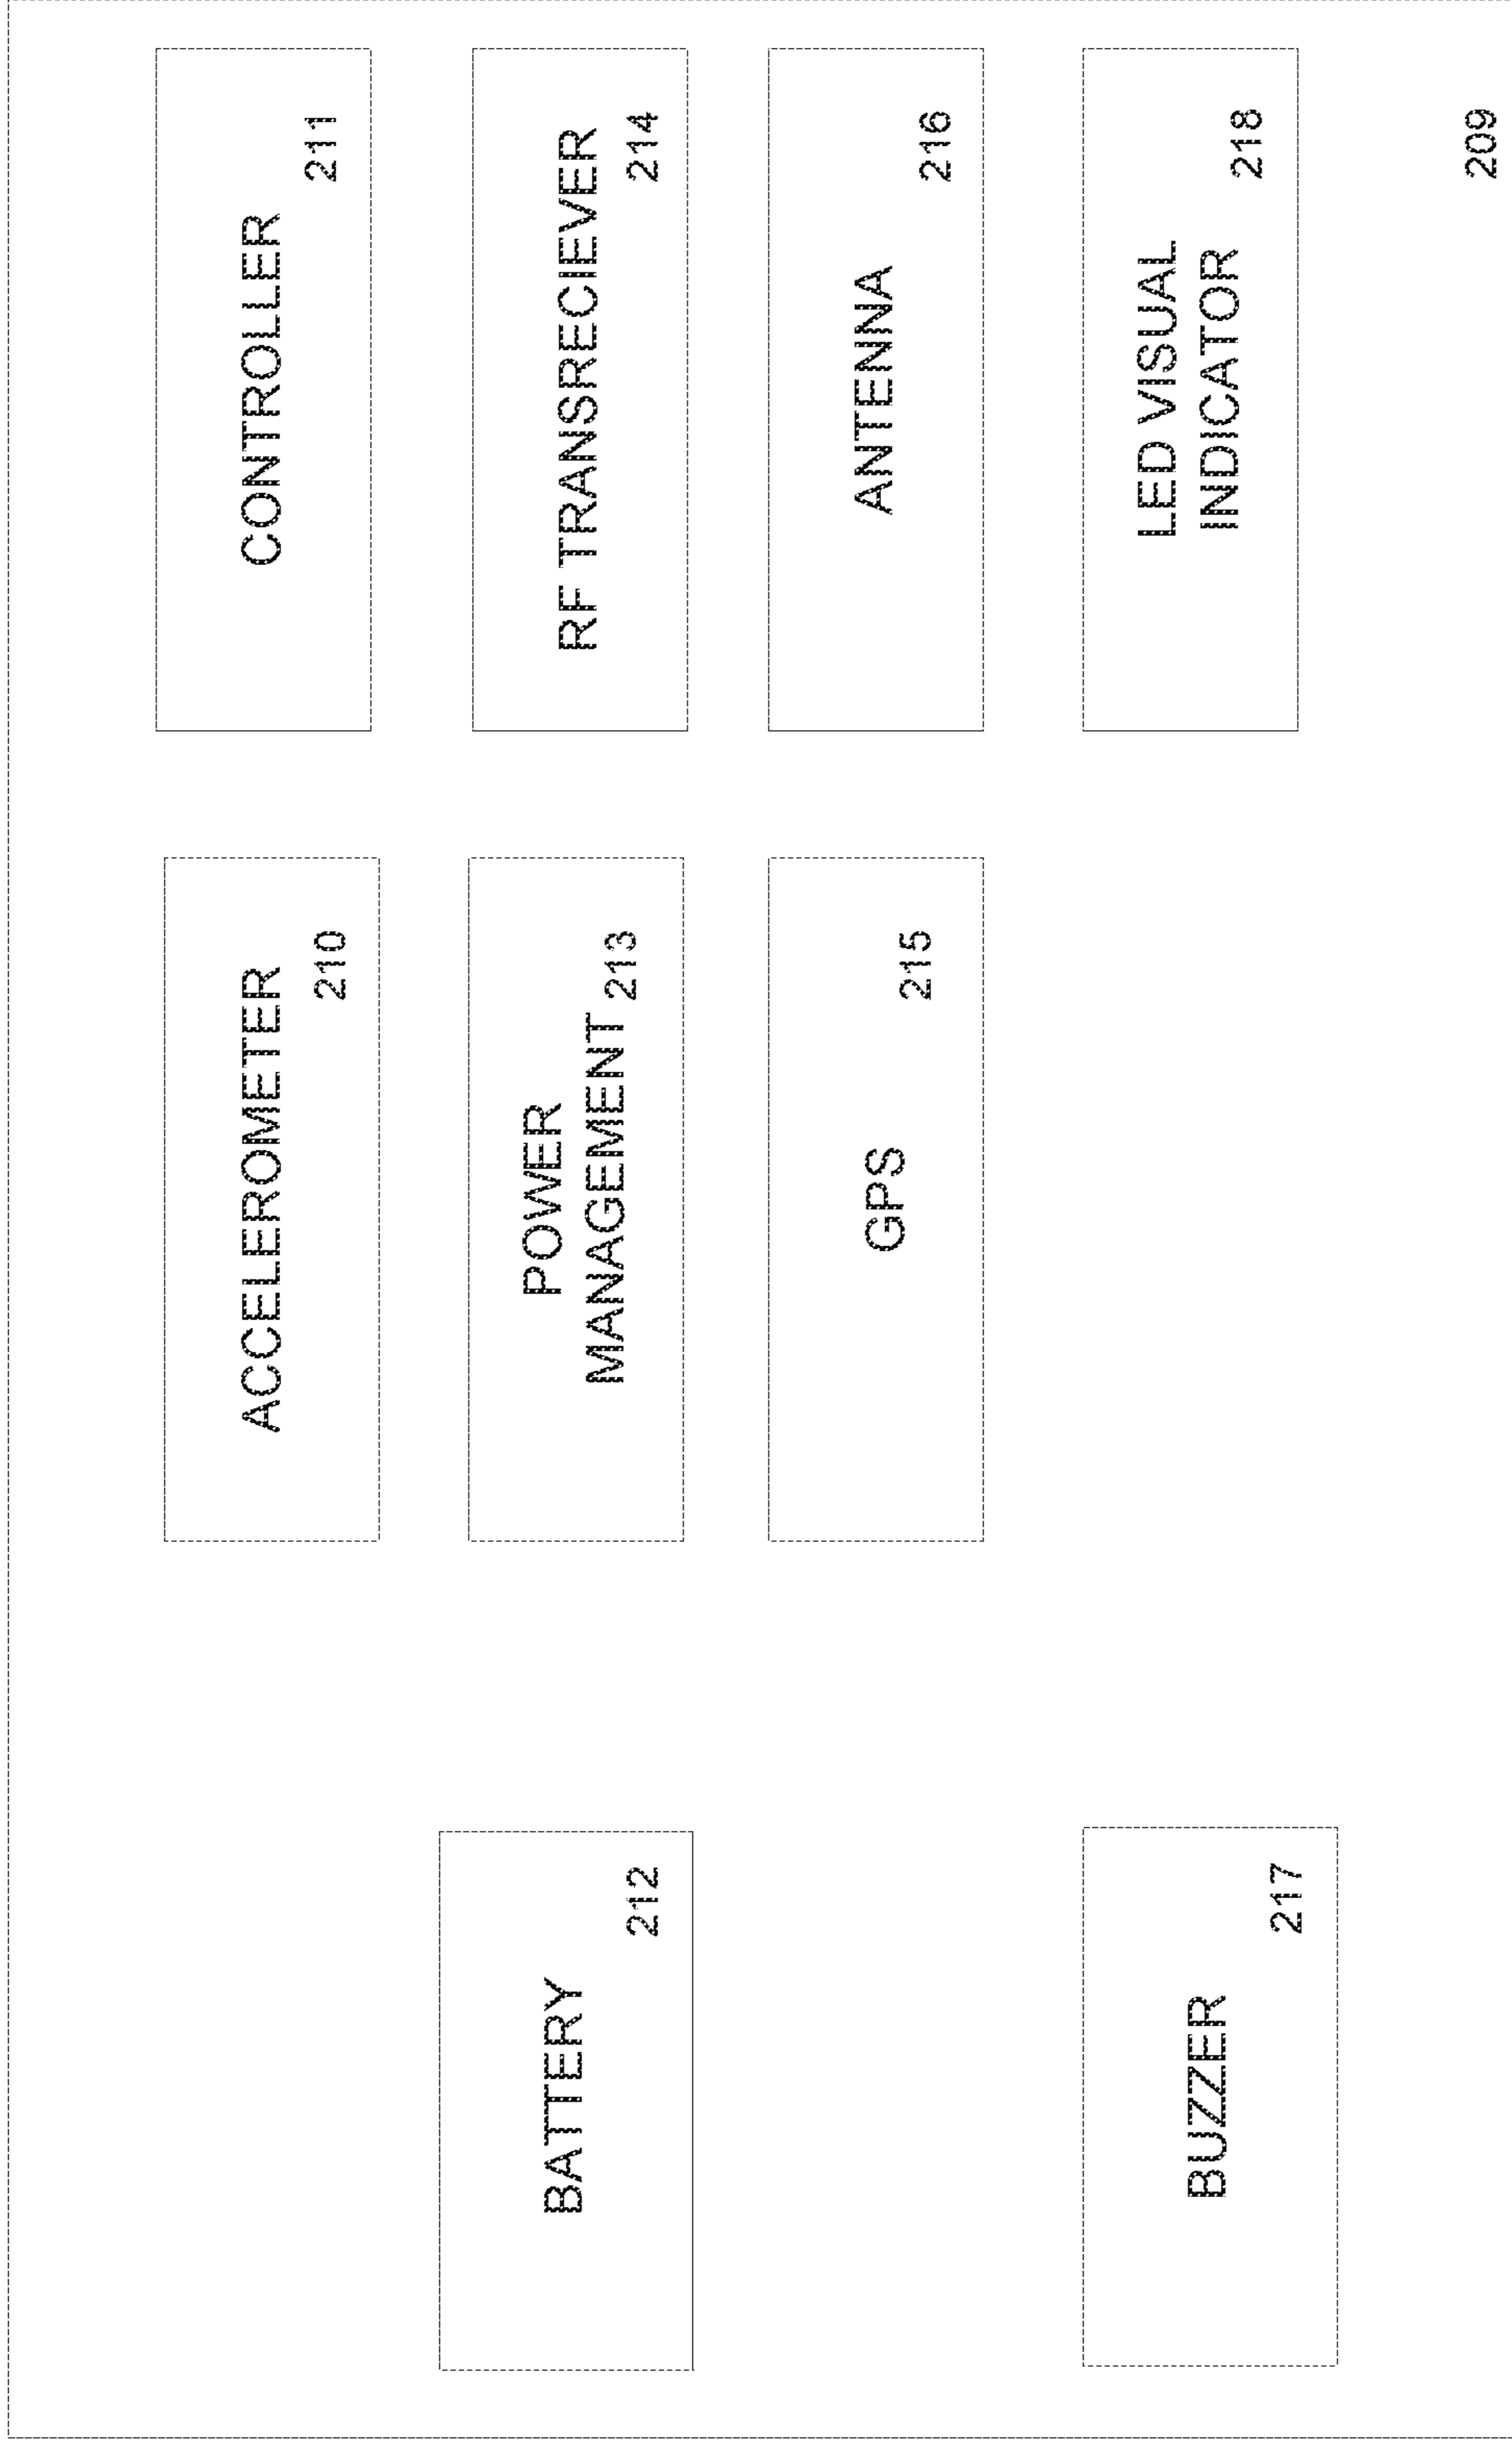 ACCELEROMETER
210
CONTROLLER
211
BATTERY
212
POWER
MANAGEMENT
213
RF TRANSRECIEVER
214
GPS
215
ANTENNA
216
BUZZER
217
LED VISUAL
INDICATOR
218
209